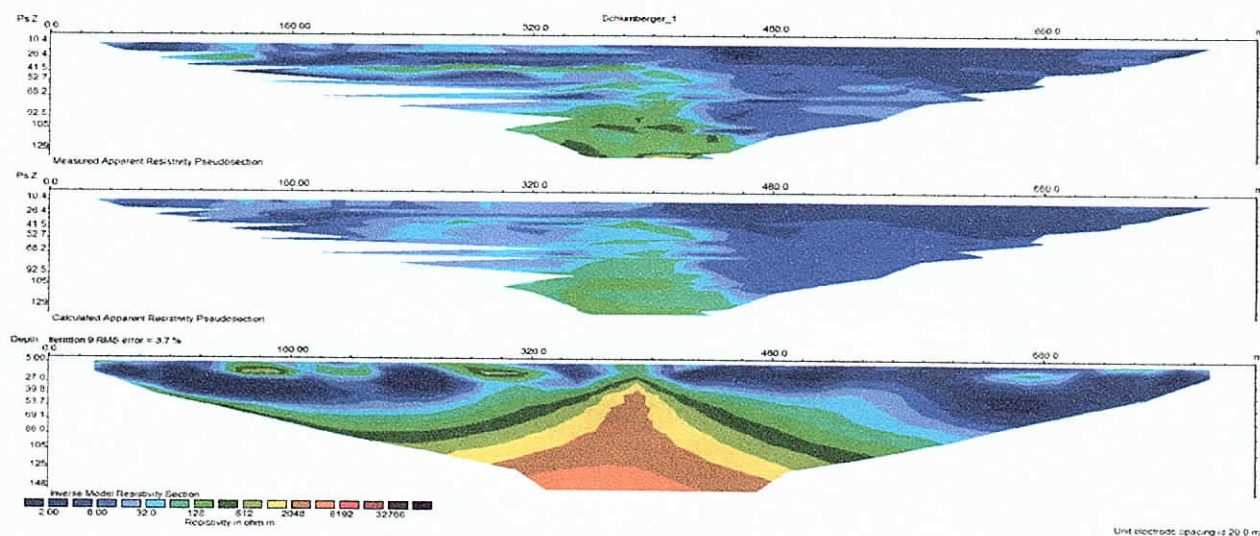 Ps.Z 0.0 160.00 320.0 Schlumberger_1 480.0 660.0 m
10.4
26.4
41.5
52.7
68.2
92.5
105
129
Measured Apparent Resistivity Pseudosection
Ps.Z 0.0 160.00 320.0 480.0 660.0 m
10.4
26.4
41.5
52.7
68.2
92.5
105
129
Calculated Apparent Resistivity Pseudosection
Depth Iteration 9 RMS error = 3.7 %
5.00 160.00 320.0 480.0 660.0 m
27.0
39.8
53.7
69.1
86.0
105
125
148
Inverse Model Resistivity Section
2.00 8.00 32.0 128 512 2048 8192 32768
Resistivity in ohm.m
Unit electrode spacing is 20.0 m